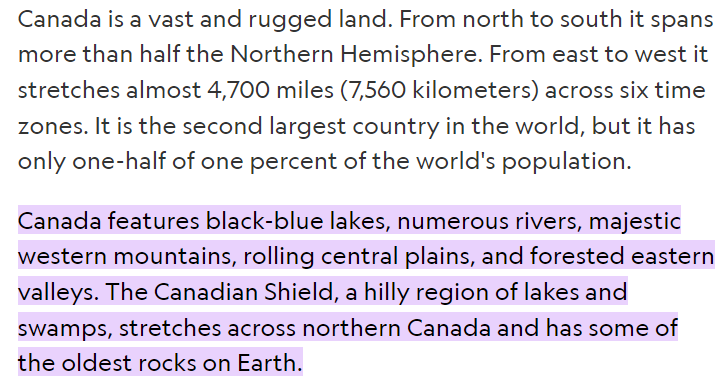 Canada is a vast and rugged land. From north to south it spans
more than half the Northern Hemisphere. From east to west it
stretches almost 4,700 miles (7,560 kilometers) across six time
zones. It is the second largest country in the world, but it has
only one-half of one percent of the world's population.
Canada features black-blue lakes, numerous rivers, majestic
western mountains, rolling central plains, and forested eastern
valleys. The Canadian Shield, a hilly region of lakes and
swamps, stretches across northern Canada and has some of
the oldest rocks on Earth.